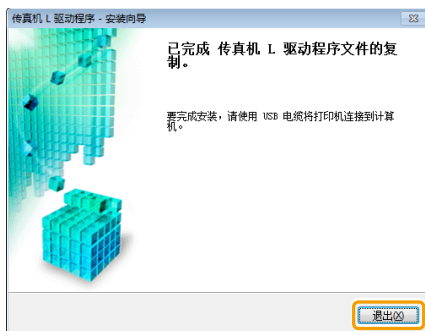 传真机 L 驱动程序 - 安装向导
已完成 传真机 L 驱动程序文件的复
制。
要完成安装，请使用 USB 电缆将打印机连接到计算
机。
退出(X)